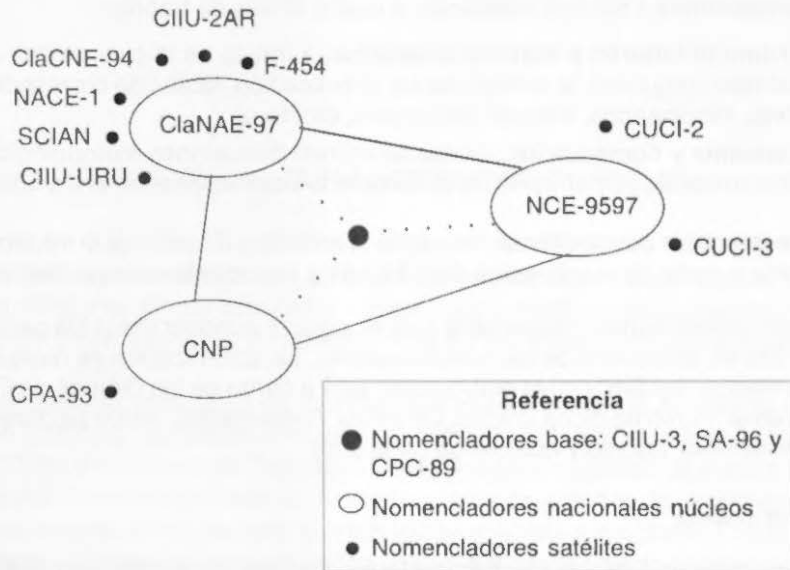 CIIU-2AR
ClaCNE-94
F-454
NACE-1
ClaNAE-97
SCIAN
CUCI-2
CIIU-URU
NCE-9597
CUCI-3
CNP
CPA-93
Referencia
Nomencladores base: CIIU-3, SA-96 y
CPC-89
Nomencladores nacionales núcleos
Nomencladores satélites